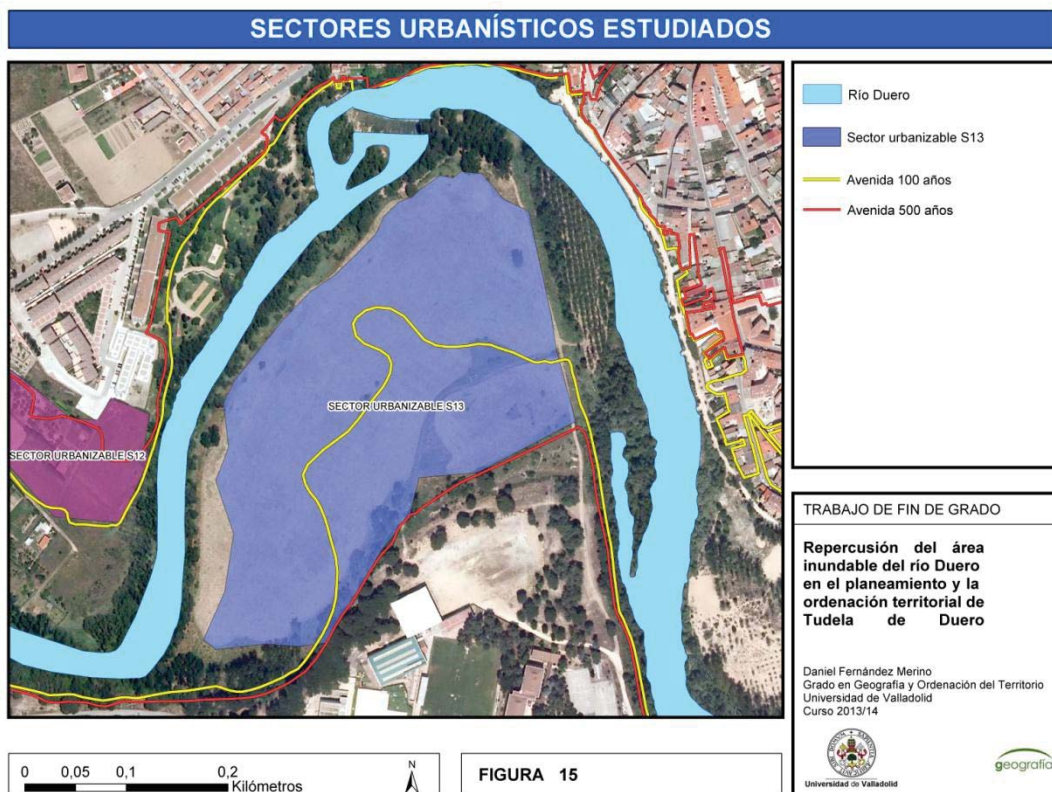 SECTORES URBANÍSTICOS ESTUDIADOS
Río Duero
Sector urbanizable S13
Avenida 100 años
Avenida 500 años
SECTOR URBANIZABLE S13
SECTOR URBANIZABLE S12
TRABAJO DE FIN DE GRADO
Repercusión del área
inundable del río Duero
en el planeamiento y la
ordenación territorial de
Tudela de Duero
Daniel Fernández Merino
Grado en Geografía y Ordenación del Territorio
Universidad de Valladolid
Curso 2013/14
Universidad de Valladolid
geografía
0 0,05 0,1 0,2
Kilómetros
N
FIGURA 15